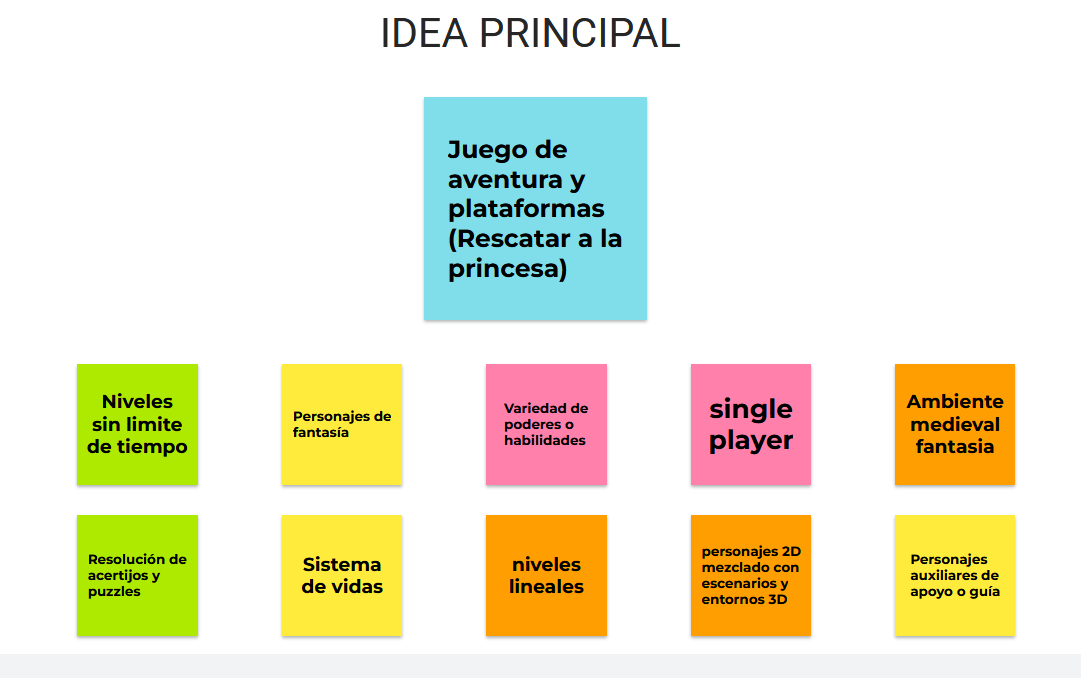 IDEA PRINCIPAL
Juego de
aventura y
plataformas
(Rescatar a la
princesa)
Niveles
sin limite
de tiempo
Personajes de
fantasía
Variedad de
poderes o
habilidades
single
player
Ambiente
medieval
fantasia
Resolución de
acertijos y
puzzles
Sistema
de vidas
niveles
lineales
personajes 2D
mezclado con
escenarios y
entornos 3D
Personajes
auxiliares de
apoyo o guía